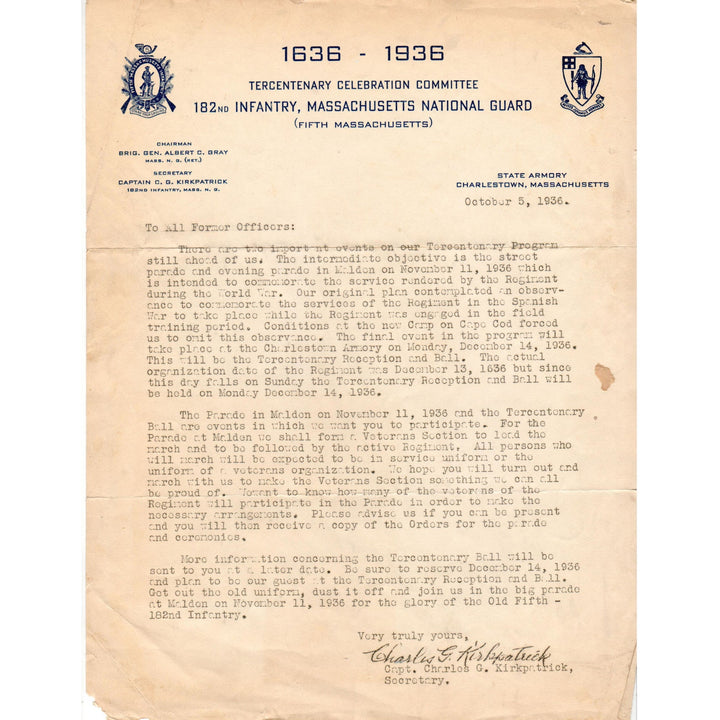 1636 - 1936
TERCENTENARY CELEBRATION COMMITTEE
182ND INFANTRY, MASSACHUSETTS NATIONAL GUARD
(FIFTH MASSACHUSETTS)
CHAIRMAN
BRIG. GEN. ALBERT C. GRAY
MASS. N. G. (RET.)
SECRETARY
CAPTAIN C. G. KIRKPATRICK
182ND INFANTRY, MASS. N. G.
STATE ARMORY
CHARLESTOWN, MASSACHUSETTS
October 5, 1936.
To All Former Officers:
There are two important events on our Tercentenary Program
still ahead of us. The intermediate objective is the street
parade and evening parade in Malden on November 11, 1936 which
is intended to commemorate the service rendered by the Regiment
during the World War. Our original plan contemplated an observ-
ance to commemorate the services of the Regiment in the Spanish
War to take place while the Regiment was engaged in the field
training period. Conditions at the new Camp on Cape Cod forced
us to omit this observance. The final event in the program will
take place at the Charlestown Armory on Monday, December 14, 1936.
This will be the Tercentenary Reception and Ball. The actual
organization date of the Regiment was December 13, 1636 but since
this day falls on Sunday the Tercentenary Reception and Ball will
be held on Monday December 14, 1936.
The Parade in Malden on November 11, 1936 and the Tercentenary
Ball are events in which we want you to participate. For the
Parade at Malden we shall form a Veterans Section to lead the
march and to be followed by the active Regiment. All persons who
will march will be expected to be in service uniform or the
uniform of a veterans organization. We hope you will turn out and
march with us to make the Veterans Section something we can all
be proud of. We want to know how many of the veterans of the
Regiment will participate in the Parade in order to make the
necessary arrangements. Please advise us if you can be present
and you will then receive a copy of the Orders for the parade
and ceremonies.
More information concerning the Tercentenary Ball will be
sent to you at a later date. Be sure to reserve December 14, 1936
and plan to be our guest at the Tercentenary Reception and Ball.
Get out the old uniform, dust it off and join us in the big parade
at Malden on November 11, 1936 for the glory of the Old Fifth -
182nd Infantry.
Very truly yours,
Charles G. Kirkpatrick
Capt. Charles G. Kirkpatrick,
Secretary.